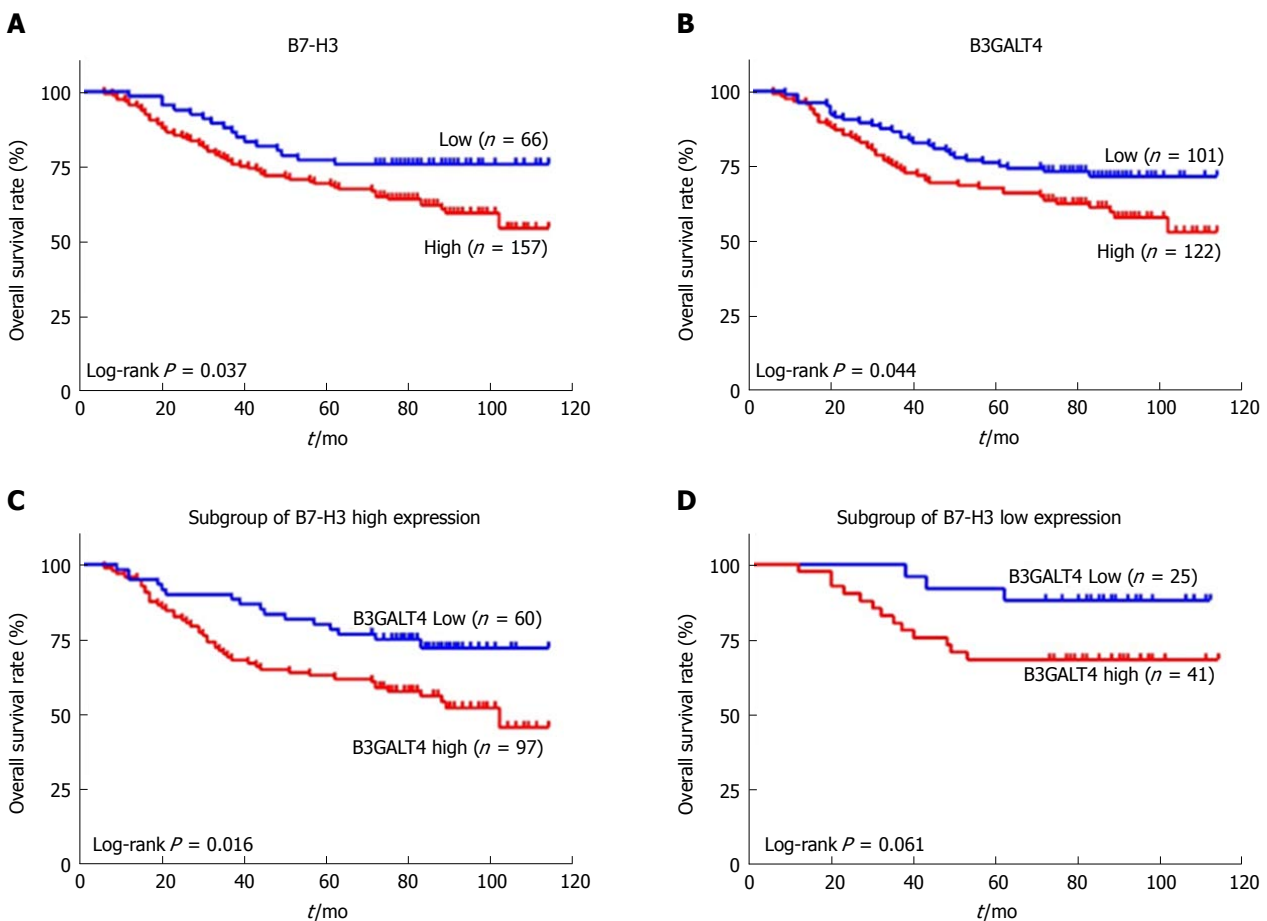 A
B7-H3
Overall survival rate (%)
100
75
50
25
0
Low (n = 66)
High (n = 157)
Log-rank P = 0.037
0 20 40 60 80 100 120
t/mo
B
B3GALT4
Overall survival rate (%)
100
75
50
25
0
Low (n = 101)
High (n = 122)
Log-rank P = 0.044
0 20 40 60 80 100 120
t/mo
C
Subgroup of B7-H3 high expression
Overall survival rate (%)
100
75
50
25
0
B3GALT4 Low (n = 60)
B3GALT4 high (n = 97)
Log-rank P = 0.016
0 20 40 60 80 100 120
t/mo
D
Subgroup of B7-H3 low expression
Overall survival rate (%)
100
75
50
25
0
B3GALT4 Low (n = 25)
B3GALT4 high (n = 41)
Log-rank P = 0.061
0 20 40 60 80 100 120
t/mo